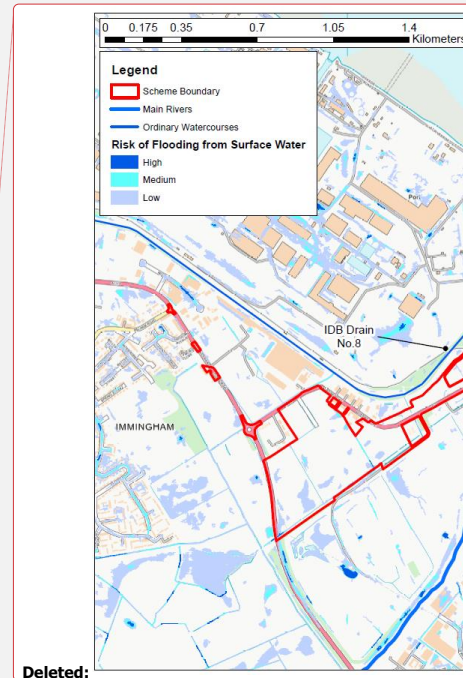 0 0.175 0.35 0.7 1.05 1.4
Kilometers
Legend
Scheme Boundary
Main Rivers
Ordinary Watercourses
Risk of Flooding from Surface Water
High
Medium
Low
Port
IDB Drain
No.8
IMMINGHAM
Deleted: